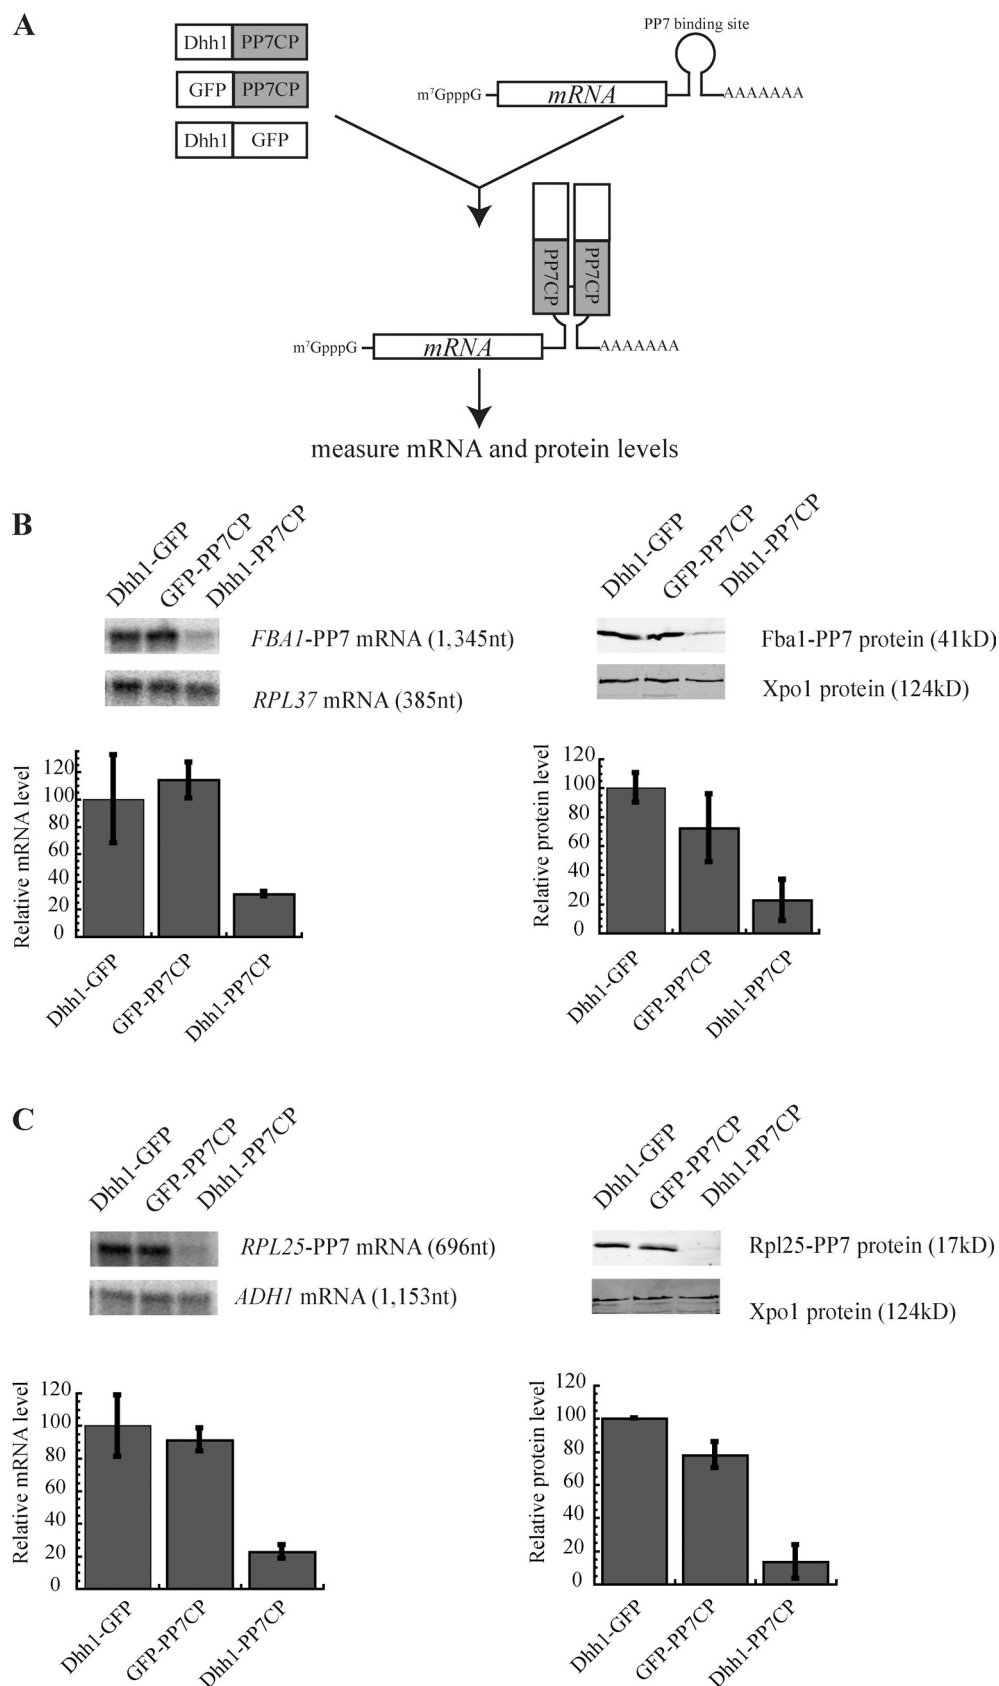 A
Dhh1 PP7CP
GFP PP7CP
Dhh1 GFP
PP7 binding site
m⁷GpppG mRNA AAAAAAA
PP7CP PP7CP
m⁷GpppG mRNA AAAAAAA
measure mRNA and protein levels
B
Dhh1-GFP GFP-PP7CP Dhh1-PP7CP
FBA1-PP7 mRNA (1,345nt)
RPL37 mRNA (385nt)
Relative mRNA level
120
100
80
60
40
20
0
Dhh1-GFP GFP-PP7CP Dhh1-PP7CP
Dhh1-GFP GFP-PP7CP Dhh1-PP7CP
Fba1-PP7 protein (41kD)
Xpo1 protein (124kD)
Relative protein level
120
100
80
60
40
20
0
Dhh1-GFP GFP-PP7CP Dhh1-PP7CP
C
Dhh1-GFP GFP-PP7CP Dhh1-PP7CP
RPL25-PP7 mRNA (696nt)
ADH1 mRNA (1,153nt)
Relative mRNA level
120
100
80
60
40
20
0
Dhh1-GFP GFP-PP7CP Dhh1-PP7CP
Dhh1-GFP GFP-PP7CP Dhh1-PP7CP
Rpl25-PP7 protein (17kD)
Xpo1 protein (124kD)
Relative protein level
120
100
80
60
40
20
0
Dhh1-GFP GFP-PP7CP Dhh1-PP7CP